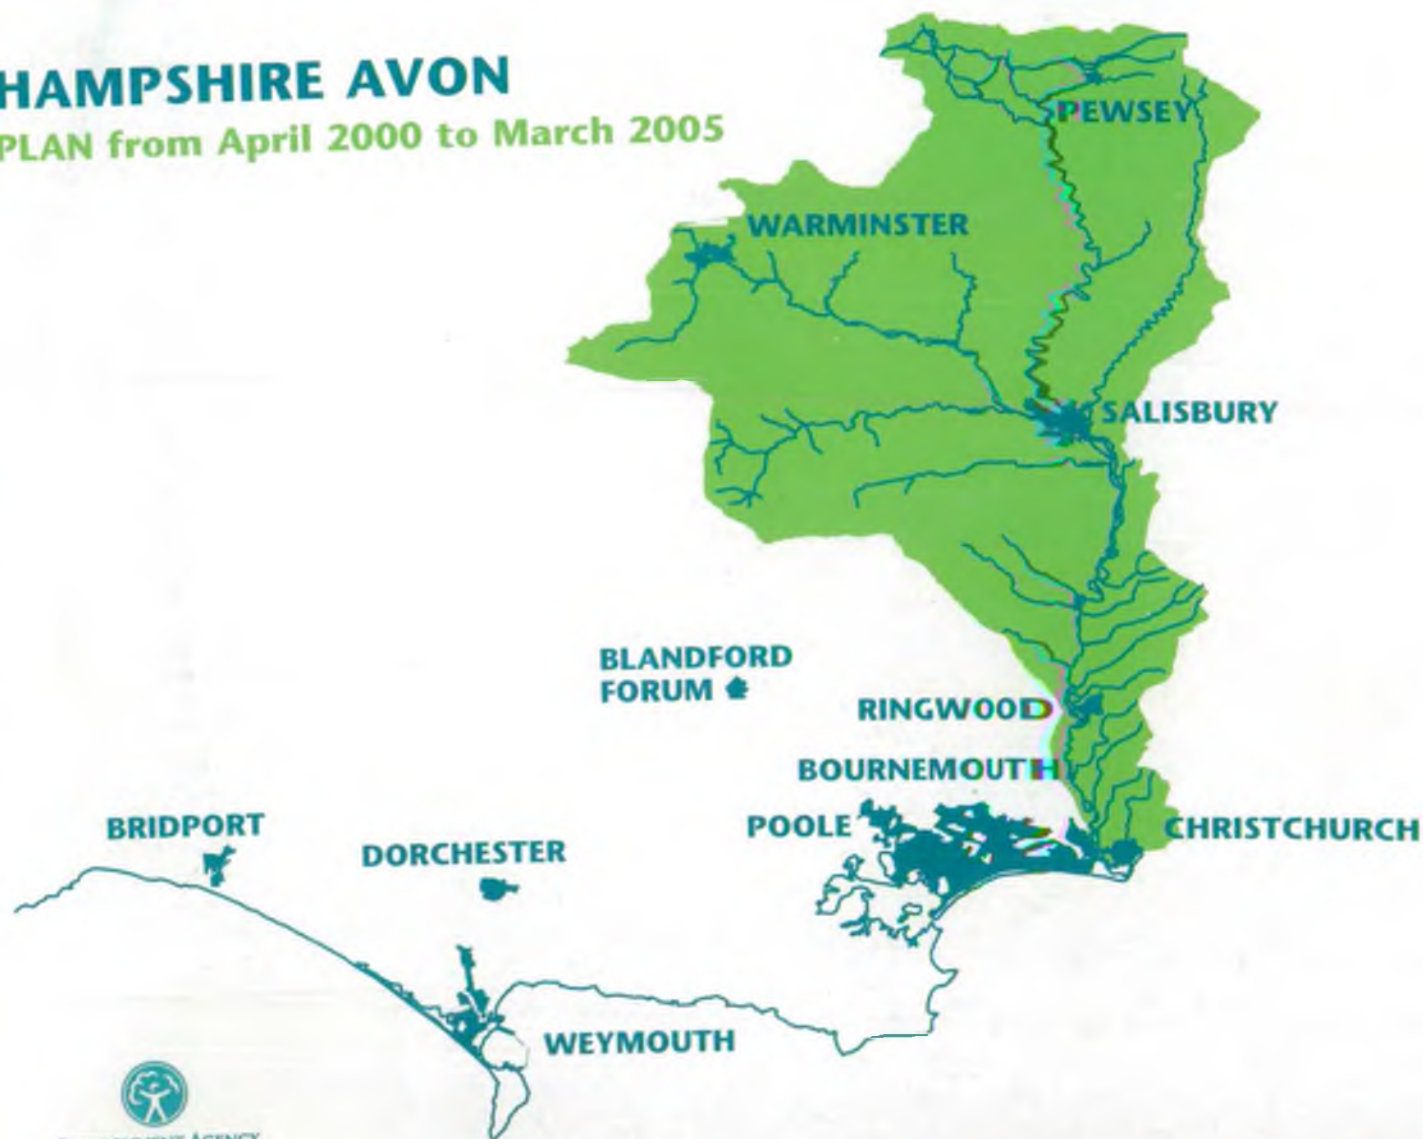 HAMPSHIRE AVON
PLAN from April 2000 to March 2005
PEWSEY
WARMINSTER
SALISBURY
BLANDFORD
FORUM
RINGWOOD
BOURNEMOUTH
POOLE
CHRISTCHURCH
BRIDPORT
DORCHESTER
WEYMOUTH
AGENCY